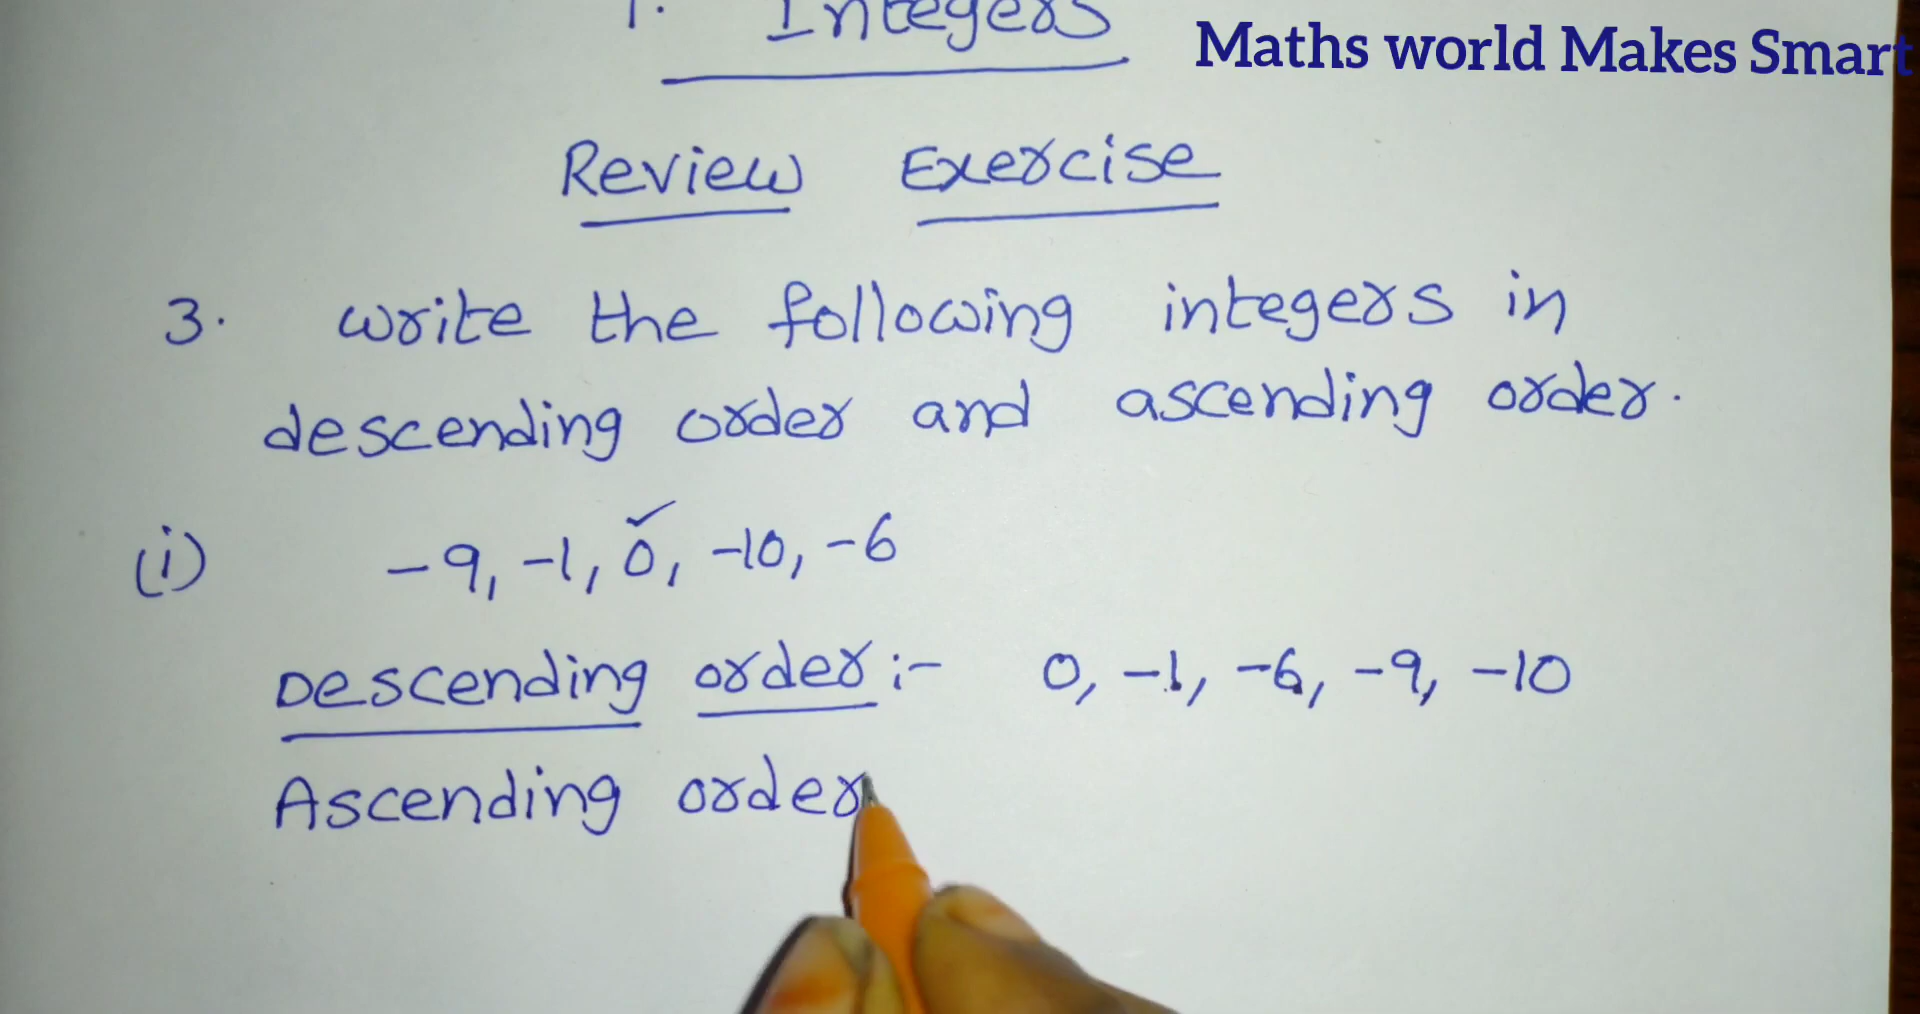 1. Integers
Maths world Makes Smart
Review Exercise
3. write the following integers in
descending order and ascending order.
(i) -9, -1, 0, -10, -6
Descending order :- 0, -1, -6, -9, -10
Ascending order